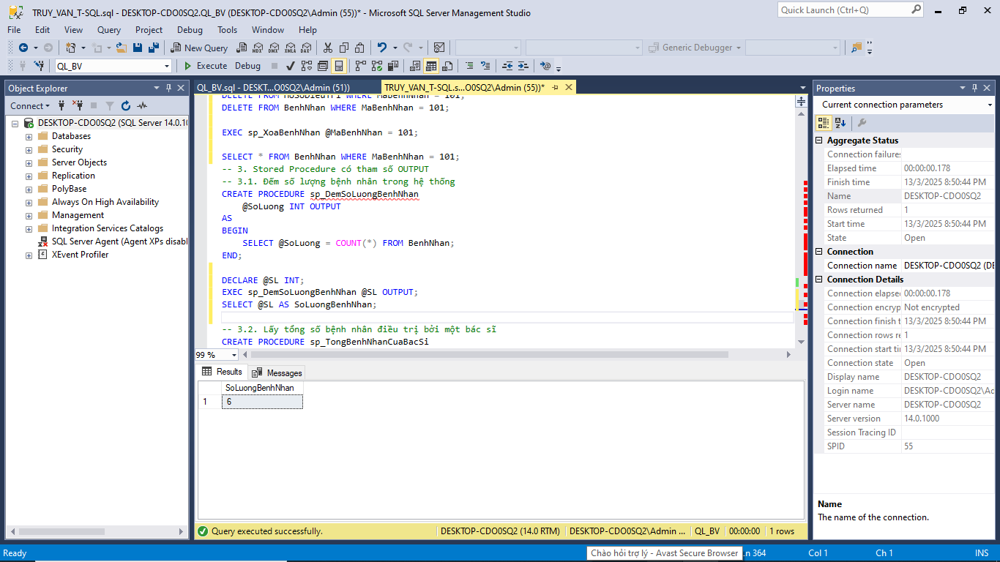 TRUY_VAN_T-SQL.sql - DESKTOP-CDO0SQ2.QL_BV (DESKTOP-CDO0SQ2\Admin (55))* - Microsoft SQL Server Management Studio
Quick Launch (Ctrl+Q)
File Edit View Query Project Debug Tools Window Help
New Query MDX DMX XMLA DAX Generic Debugger
QL_BV Execute Debug
Object Explorer
Connect
DESKTOP-CDO0SQ2 (SQL Server 14.0.10
Databases
Security
Server Objects
Replication
PolyBase
Always On High Availability
Management
Integration Services Catalogs
SQL Server Agent (Agent XPs disabl
XEvent Profiler
QL_BV.sql - DESKT...O0SQ2\Admin (51)) TRUY_VAN_T-SQL.s...O0SQ2\Admin (55))*
DELETE FROM HoSoDieuTri WHERE MaBenhNhan = 101;
DELETE FROM BenhNhan WHERE MaBenhNhan = 101;
EXEC sp_XoaBenhNhan @MaBenhNhan = 101;
SELECT * FROM BenhNhan WHERE MaBenhNhan = 101;
-- 3. Stored Procedure có tham số OUTPUT
-- 3.1. Đếm số lượng bệnh nhân trong hệ thống
CREATE PROCEDURE sp_DemSoLuongBenhNhan
@SoLuong INT OUTPUT
AS
BEGIN
SELECT @SoLuong = COUNT(*) FROM BenhNhan;
END;
DECLARE @SL INT;
EXEC sp_DemSoLuongBenhNhan @SL OUTPUT;
SELECT @SL AS SoLuongBenhNhan;
-- 3.2. Lấy tổng số bệnh nhân điều trị bởi một bác sĩ
CREATE PROCEDURE sp_TongBenhNhanCuaBacSi
99 %
Results Messages
SoLuongBenhNhan
1 6
Query executed successfully. DESKTOP-CDO0SQ2 (14.0 RTM) DESKTOP-CDO0SQ2\Admin ... QL_BV 00:00:00 1 rows
Properties
Current connection parameters
Aggregate Status
Connection failures
Elapsed time 00:00:00.178
Finish time 13/3/2025 8:50:44 PM
Name DESKTOP-CDO0SQ2
Rows returned 1
Start time 13/3/2025 8:50:44 PM
State Open
Connection
Connection name DESKTOP-CDO0SQ2 (DE
Connection Details
Connection elapse 00:00:00.178
Connection encryp Not encrypted
Connection finish t 13/3/2025 8:50:44 PM
Connection rows re 1
Connection start tir 13/3/2025 8:50:44 PM
Connection state Open
Display name DESKTOP-CDO0SQ2
Login name DESKTOP-CDO0SQ2\Ad
Server name DESKTOP-CDO0SQ2
Server version 14.0.1000
Session Tracing ID
SPID 55
Name
The name of the connection.
Ready Chào hỏi trợ lý - Avast Secure Browser Ln 364 Col 1 Ch 1 INS